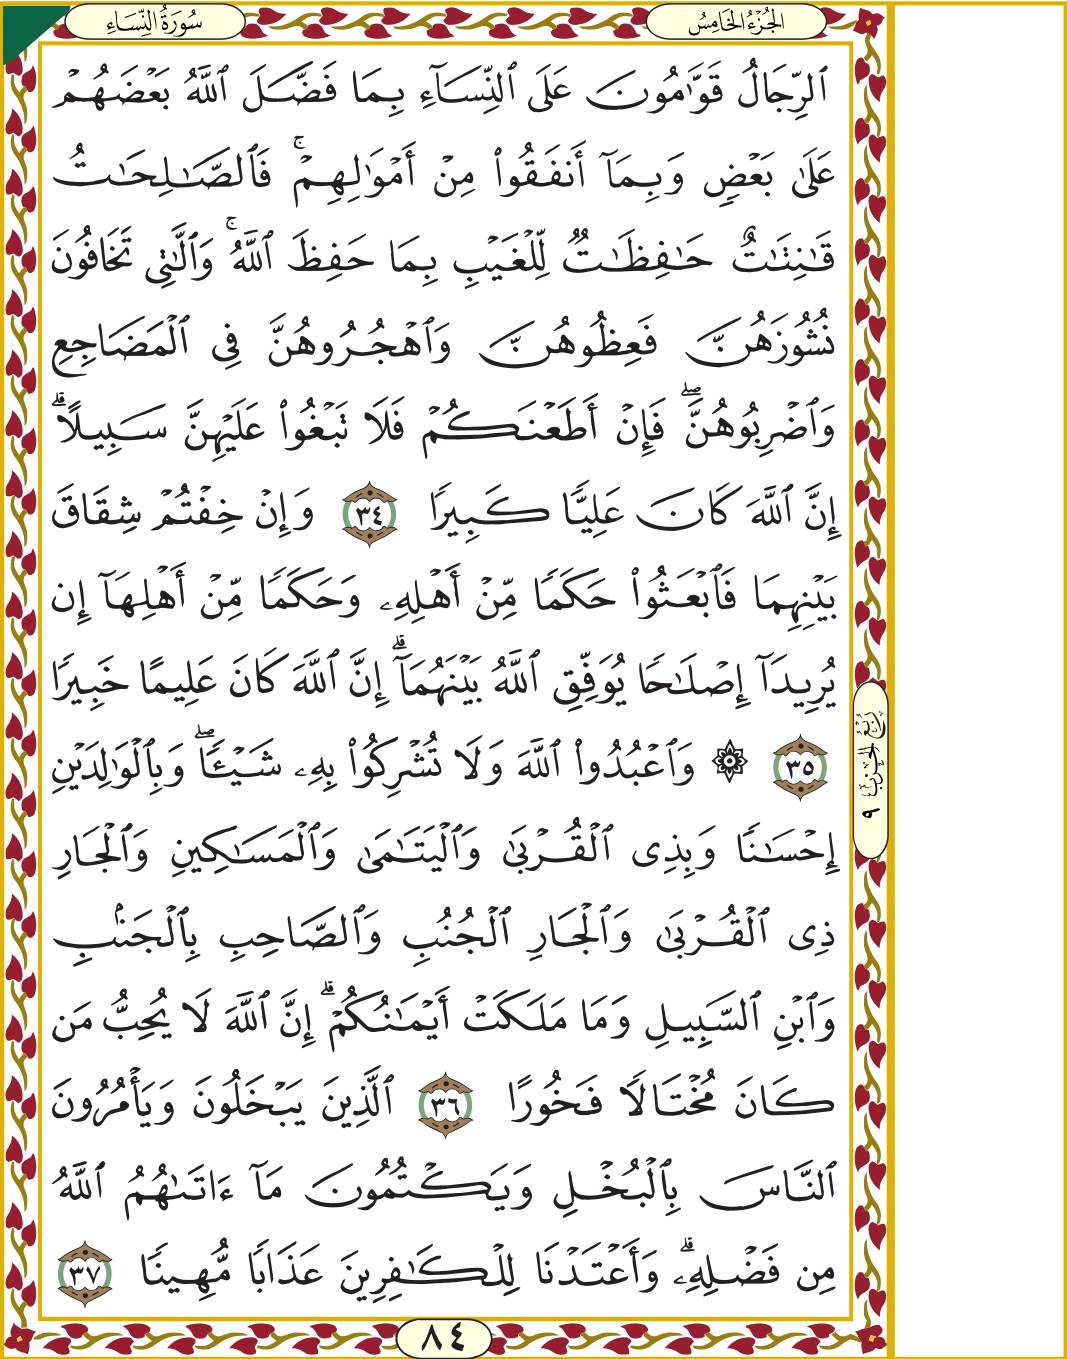 الجُزْءُ الخَامِسُ
سُورَةُ النِّسَاءِ
ٱلرِّجَالُ قَوَّٰمُونَ عَلَى ٱلنِّسَآءِ بِمَا فَضَّلَ ٱللَّهُ بَعْضَهُمْ
عَلَىٰ بَعْضٍ وَبِمَآ أَنفَقُوا۟ مِنْ أَمْوَٰلِهِمْ ۚ فَٱلصَّٰلِحَٰتُ
قَٰنِتَٰتٌ حَٰفِظَٰتٌ لِّلْغَيْبِ بِمَا حَفِظَ ٱللَّهُ ۚ وَٱلَّٰتِى تَخَافُونَ
نُشُوزَهُنَّ فَعِظُوهُنَّ وَٱهْجُرُوهُنَّ فِى ٱلْمَضَاجِعِ
وَٱضْرِبُوهُنَّ ۖ فَإِنْ أَطَعْنَكُمْ فَلَا تَبْغُوا۟ عَلَيْهِنَّ سَبِيلًا ۗ
إِنَّ ٱللَّهَ كَانَ عَلِيًّا كَبِيرًا ٣٤ وَإِنْ خِفْتُمْ شِقَاقَ
بَيْنِهِمَا فَٱبْعَثُوا۟ حَكَمًا مِّنْ أَهْلِهِۦ وَحَكَمًا مِّنْ أَهْلِهَآ إِن
يُرِيدَآ إِصْلَٰحًا يُوَفِّقِ ٱللَّهُ بَيْنَهُمَآ ۗ إِنَّ ٱللَّهَ كَانَ عَلِيمًا خَبِيرًا
٣٥ ۞ وَٱعْبُدُوا۟ ٱللَّهَ وَلَا تُشْرِكُوا۟ بِهِۦ شَيْـًٔا ۖ وَبِٱلْوَٰلِدَيْنِ
إِحْسَٰنًا وَبِذِى ٱلْقُرْبَىٰ وَٱلْيَتَٰمَىٰ وَٱلْمَسَٰكِينِ وَٱلْجَارِ
ذِى ٱلْقُرْبَىٰ وَٱلْجَارِ ٱلْجُنُبِ وَٱلصَّاحِبِ بِٱلْجَنۢبِ
وَٱبْنِ ٱلسَّبِيلِ وَمَا مَلَكَتْ أَيْمَٰنُكُمْ ۗ إِنَّ ٱللَّهَ لَا يُحِبُّ مَن
كَانَ مُخْتَالًا فَخُورًا ٣٦ ٱلَّذِينَ يَبْخَلُونَ وَيَأْمُرُونَ
ٱلنَّاسَ بِٱلْبُخْلِ وَيَكْتُمُونَ مَآ ءَاتَىٰهُمُ ٱللَّهُ
مِن فَضْلِهِۦ ۗ وَأَعْتَدْنَا لِلْكَٰفِرِينَ عَذَابًا مُّهِينًا ٣٧
رُبْعُ الحِزْبِ ٩
٨٤